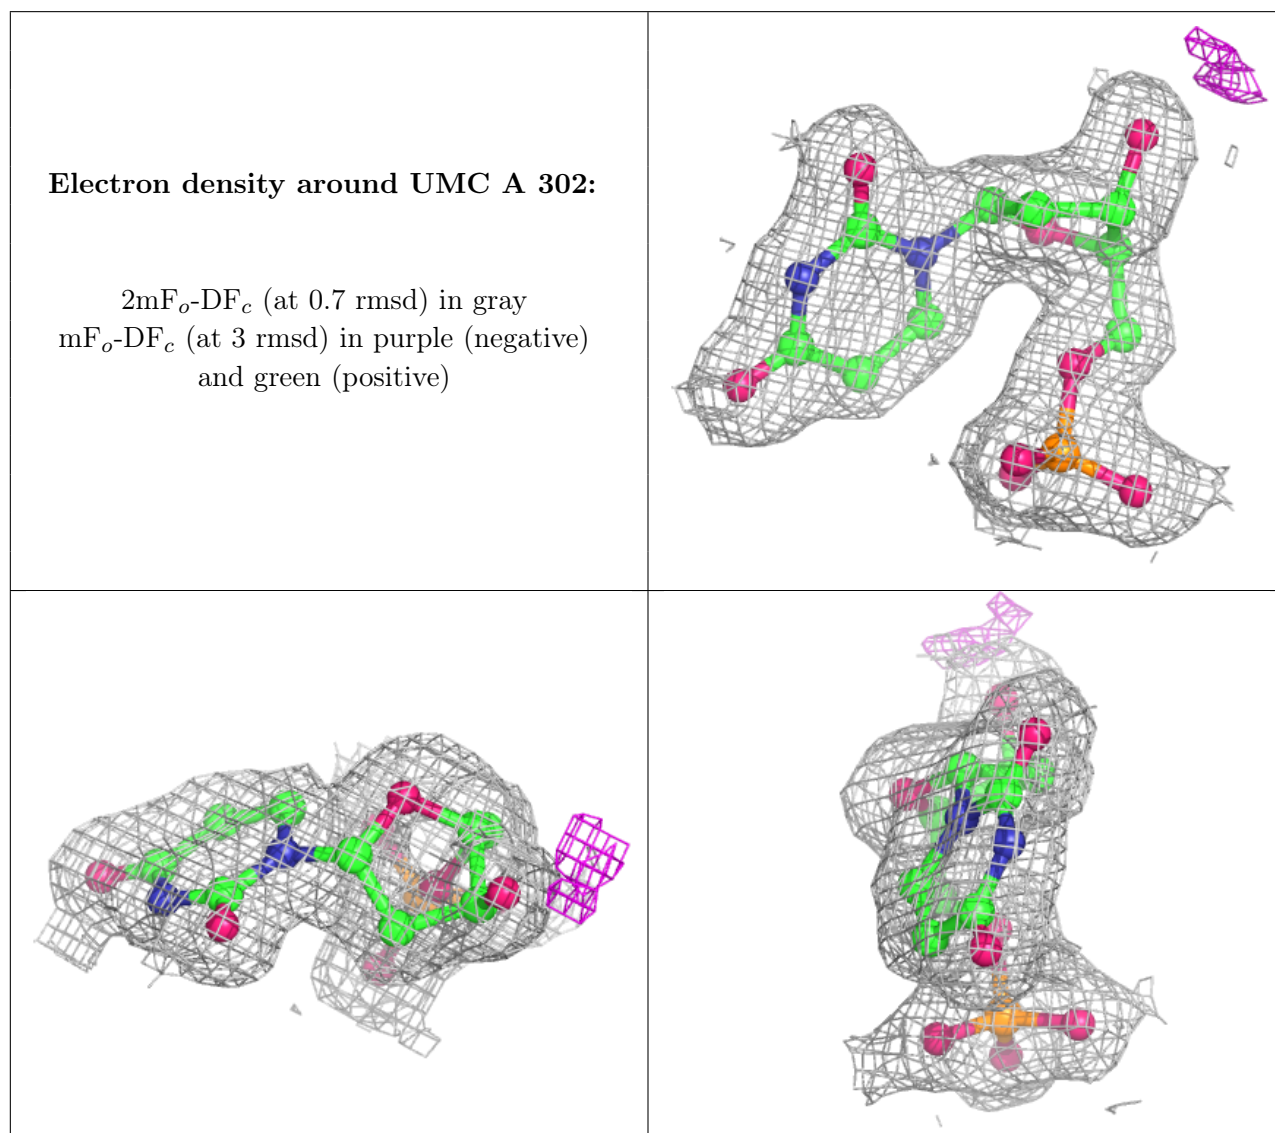 Electron density around UMC A 302:
2mFo-DFc (at 0.7 rmsd) in gray
mFo-DFc (at 3 rmsd) in purple (negative)
and green (positive)